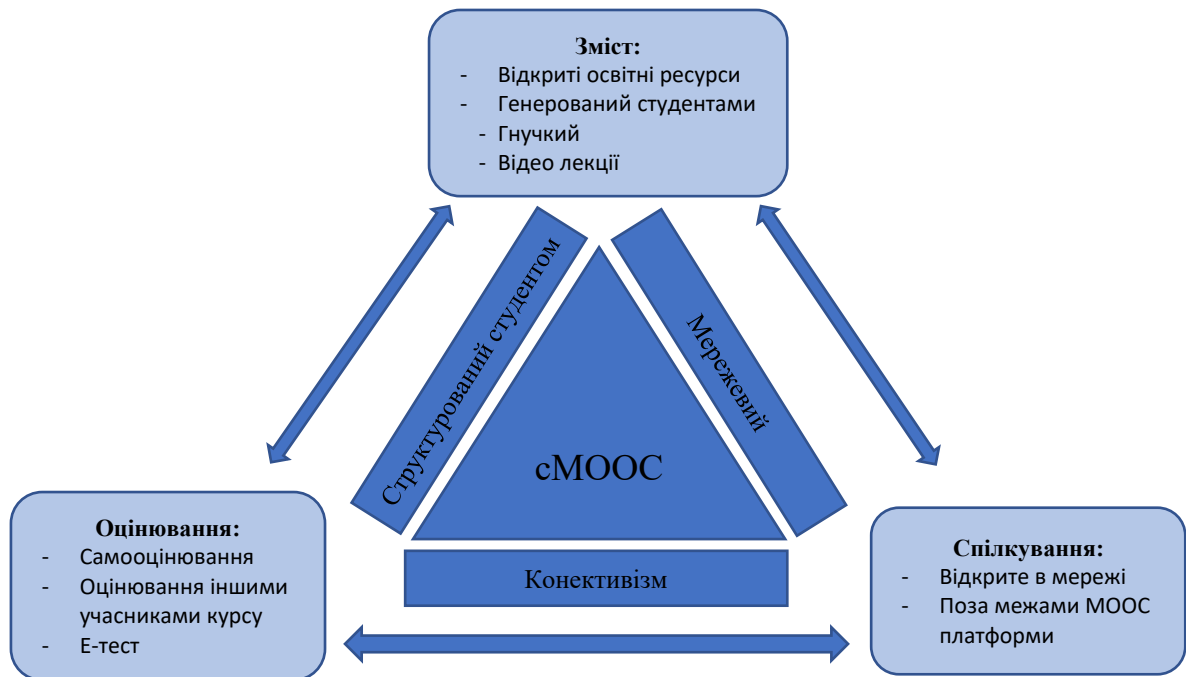 Зміст:
- Відкриті освітні ресурси
- Генерований студентами
- Гнучкий
- Відео лекції
Структурований студентом
Мережевий
сМООС
Конективізм
Оцінювання:
- Самооцінювання
- Оцінювання іншими
учасниками курсу
- Е-тест
Спілкування:
- Відкрите в мережі
- Поза межами МООС
платформи